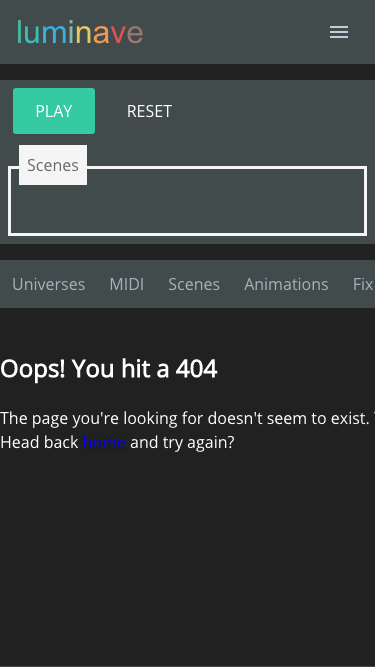 luminave
PLAY RESET
Scenes
Universes MIDI Scenes Animations Fix
Oops! You hit a 404
The page you're looking for doesn't seem to exist.
Head back home and try again?